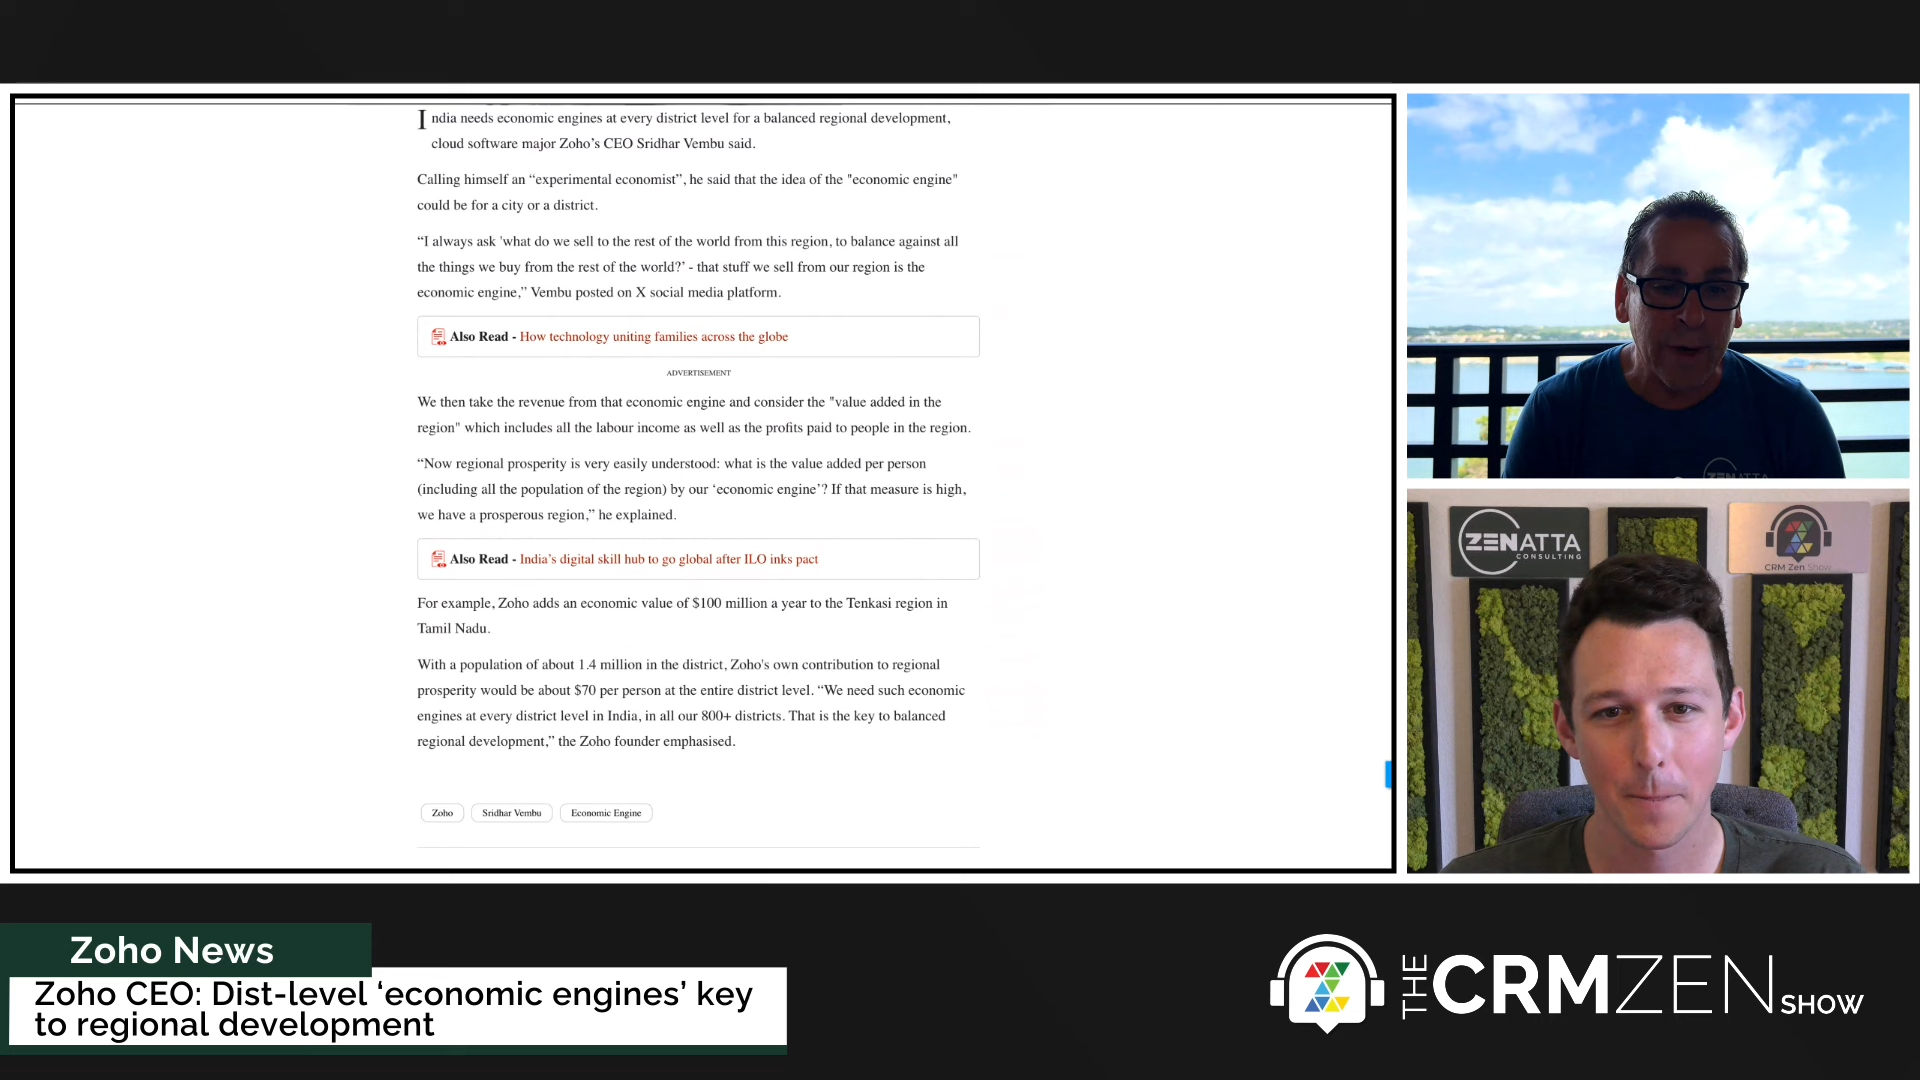 India needs economic engines at every district level for a balanced regional development,
cloud software major Zoho’s CEO Sridhar Vembu said.
Calling himself an “experimental economist”, he said that the idea of the "economic engine"
could be for a city or a district.
“I always ask 'what do we sell to the rest of the world from this region, to balance against all
the things we buy from the rest of the world?’ - that stuff we sell from our region is the
economic engine,” Vembu posted on X social media platform.
Also Read - How technology uniting families across the globe
ADVERTISEMENT
We then take the revenue from that economic engine and consider the "value added in the
region" which includes all the labour income as well as the profits paid to people in the region.
“Now regional prosperity is very easily understood: what is the value added per person
(including all the population of the region) by our ‘economic engine’? If that measure is high,
we have a prosperous region,” he explained.
Also Read - India’s digital skill hub to go global after ILO inks pact
For example, Zoho adds an economic value of $100 million a year to the Tenkasi region in
Tamil Nadu.
With a population of about 1.4 million in the district, Zoho's own contribution to regional
prosperity would be about $70 per person at the entire district level. “We need such economic
engines at every district level in India, in all our 800+ districts. That is the key to balanced
regional development,” the Zoho founder emphasised.
Zoho
Sridhar Vembu
Economic Engine
ZENATTA
ZENATTA
CONSULTING
CRM Zen Show
Zoho News
Zoho CEO: Dist-level ‘economic engines’ key
to regional development
THE CRMZEN SHOW